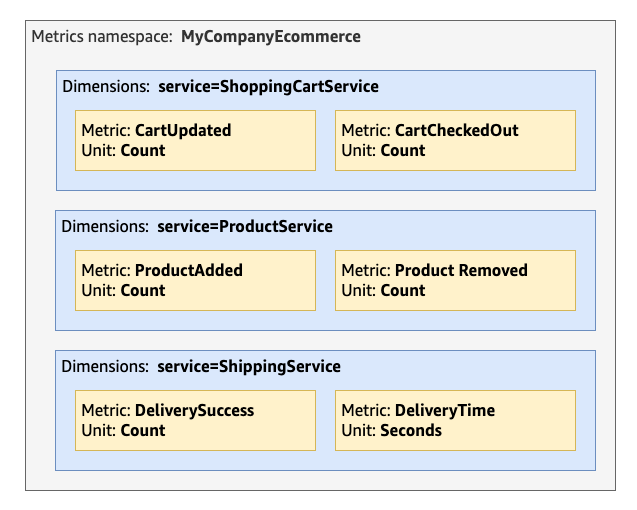 Metrics namespace: MyCompanyEcommerce
Dimensions: service=ShoppingCartService
Metric: CartUpdated
Unit: Count
Metric: CartCheckedOut
Unit: Count
Dimensions: service=ProductService
Metric: ProductAdded
Unit: Count
Metric: Product Removed
Unit: Count
Dimensions: service=ShippingService
Metric: DeliverySuccess
Unit: Count
Metric: DeliveryTime
Unit: Seconds